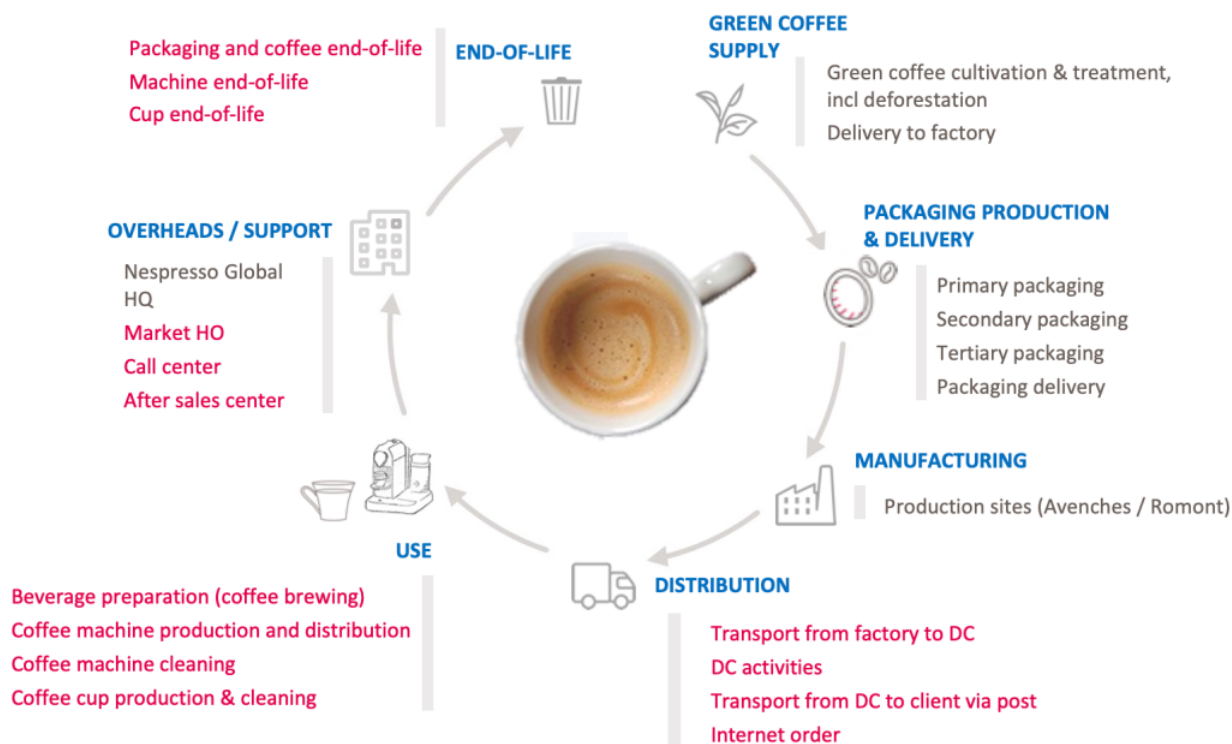 GREEN COFFEE
SUPPLY
Green coffee cultivation & treatment,
incl deforestation
Delivery to factory
PACKAGING PRODUCTION
& DELIVERY
Primary packaging
Secondary packaging
Tertiary packaging
Packaging delivery
MANUFACTURING
Production sites (Avenches / Romont)
DISTRIBUTION
Transport from factory to DC
DC activities
Transport from DC to client via post
Internet order
USE
Beverage preparation (coffee brewing)
Coffee machine production and distribution
Coffee machine cleaning
Coffee cup production & cleaning
OVERHEADS / SUPPORT
Nespresso Global
HQ
Market HO
Call center
After sales center
END-OF-LIFE
Packaging and coffee end-of-life
Machine end-of-life
Cup end-of-life